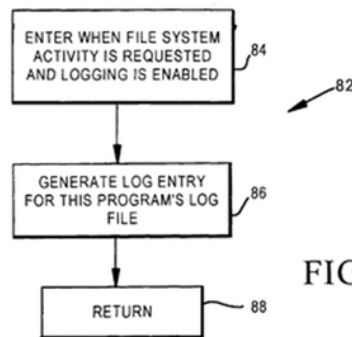 ENTER WHEN FILE SYSTEM
ACTIVITY IS REQUESTED
AND LOGGING IS ENABLED
84
82
GENERATE LOG ENTRY
FOR THIS PROGRAM'S LOG
FILE
86
FIG
RETURN
88